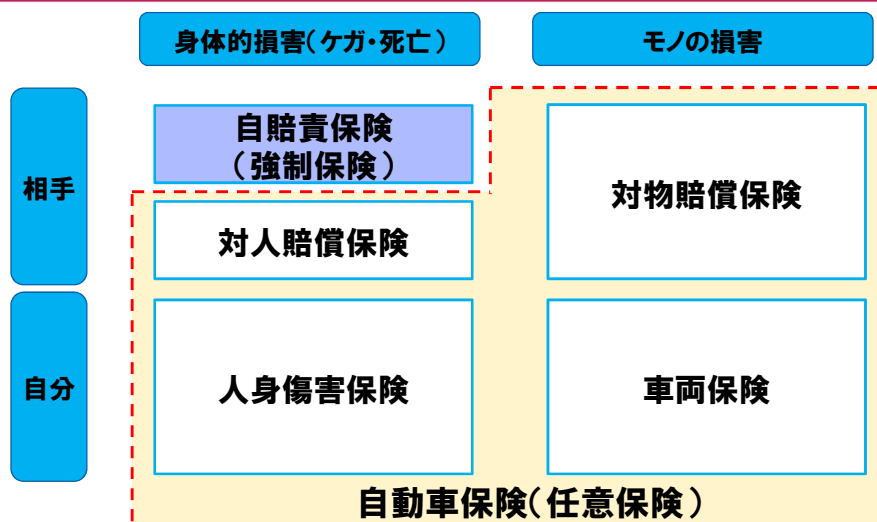 身体的損害（ケガ・死亡）
モノの損害
相手
自賠責保険
（強制保険）
対物賠償保険
対人賠償保険
自分
人身傷害保険
車両保険
自動車保険（任意保険）